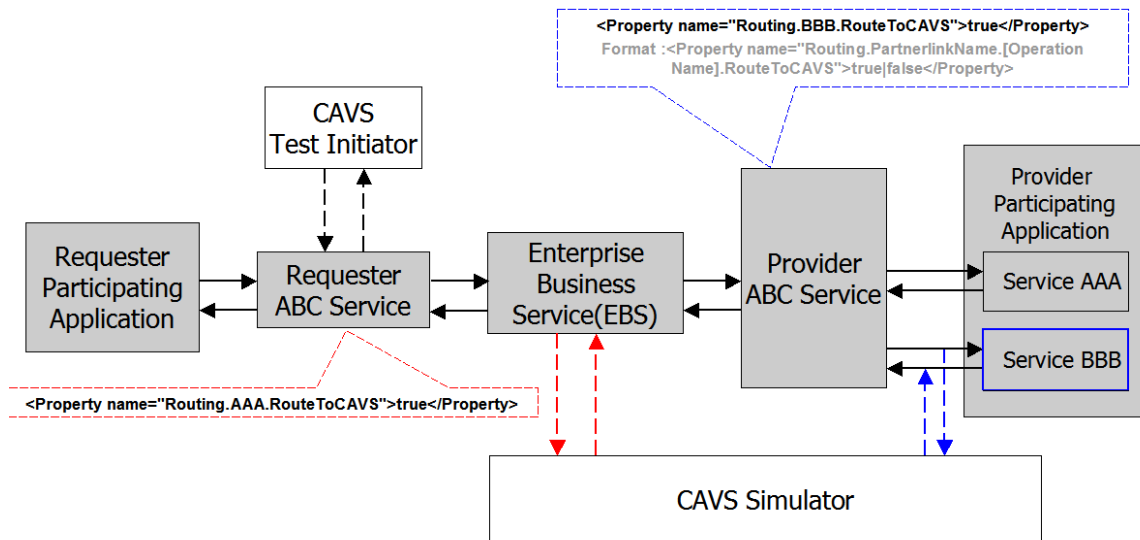 <Property name="Routing.BBB.RouteToCAVS">true</Property>
Format :<Property name="Routing.PartnerlinkName.[Operation
Name].RouteToCAVS">true|false</Property>
CAVS
Test Initiator
Requester
Participating
Application
Requester
ABC Service
Enterprise
Business
Service(EBS)
Provider
ABC Service
Provider
Participating
Application
Service AAA
Service BBB
<Property name="Routing.AAA.RouteToCAVS">true</Property>
CAVS Simulator